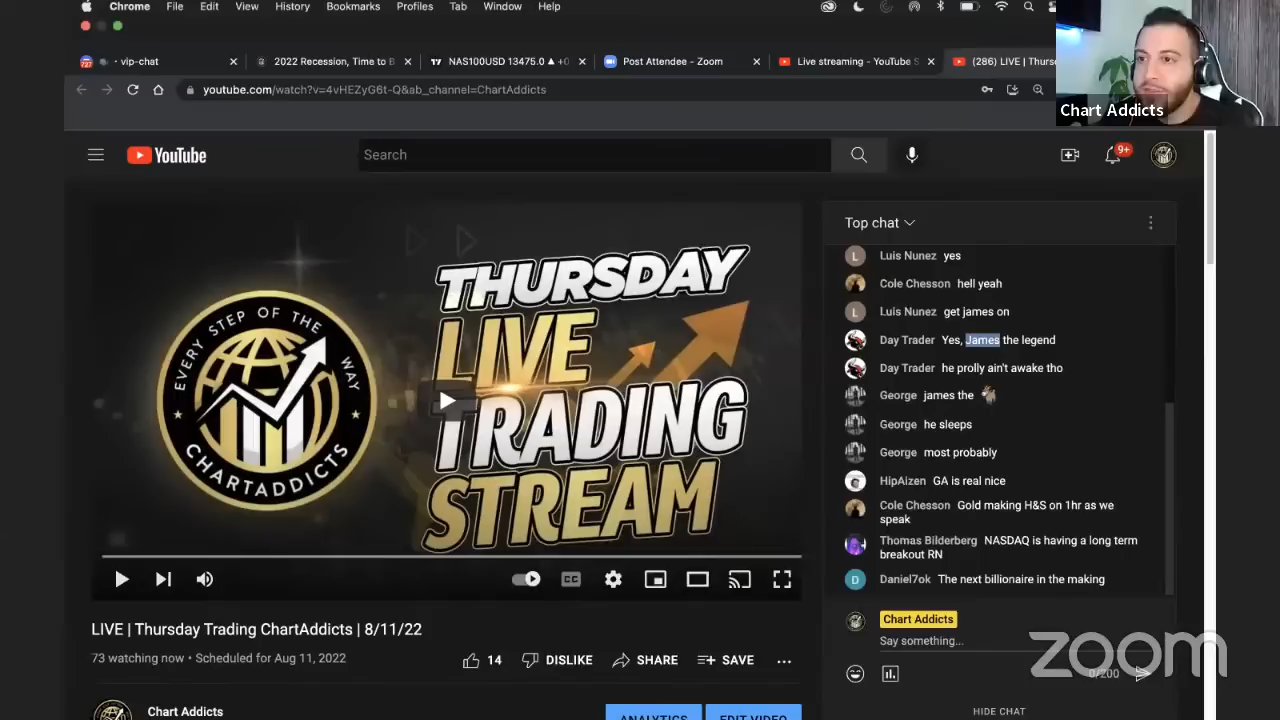 Chrome File Edit View History Bookmarks Profiles Tab Window Help
vip-chat
2022 Recession, Time to B
NAS100USD 13475.0 ▲ +0
Post Attendee - Zoom
Live streaming - YouTube S
(286) LIVE | Thurs
youtube.com/watch?v=4vHEZyG6t-Q&ab_channel=ChartAddicts
Chart Addicts
YouTube
Search
9+
EVERY STEP OF THE WAY
CHARTADDICTS
THURSDAY
LIVE
TRADING
STREAM
CC
LIVE | Thursday Trading ChartAddicts | 8/11/22
73 watching now • Scheduled for Aug 11, 2022
14 DISLIKE SHARE SAVE ...
Chart Addicts
ANALYTICS EDIT VIDEO
Top chat
L Luis Nunez yes
Cole Chesson hell yeah
L Luis Nunez get james on
Day Trader Yes, James the legend
Day Trader he prolly ain't awake tho
George james the
George he sleeps
George most probably
HipAizen GA is real nice
Cole Chesson Gold making H&S on 1hr as we
speak
Thomas Bilderberg NASDAQ is having a long term
breakout RN
D Daniel7ok The next billionaire in the making
Chart Addicts
Say something...
0/200
HIDE CHAT
zoom